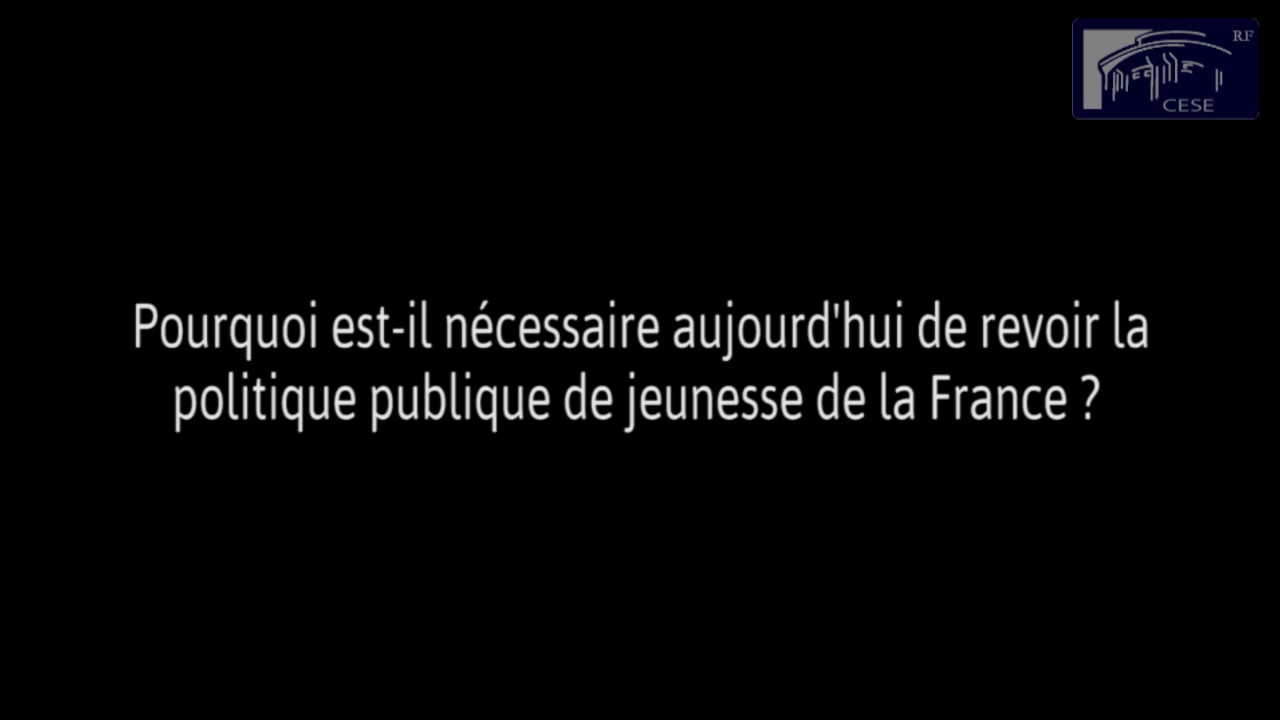 RF
CESE
Pourquoi est-il nécessaire aujourd'hui de revoir la
politique publique de jeunesse de la France ?